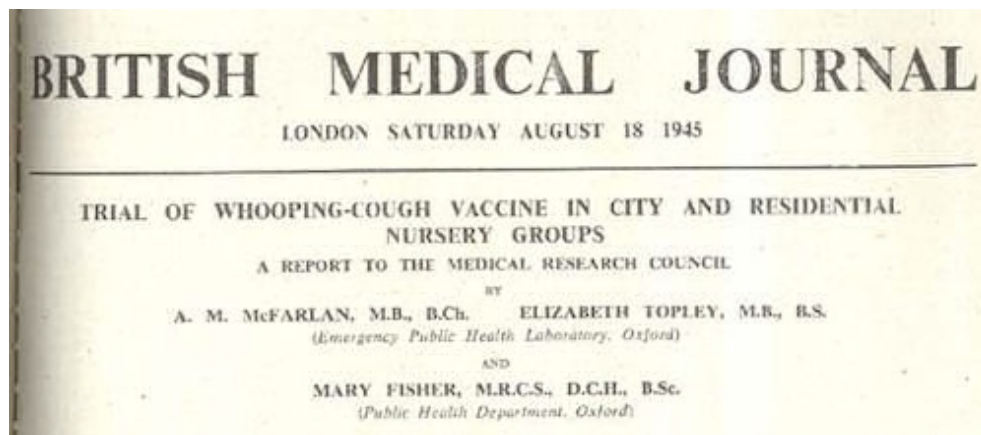 BRITISH MEDICAL JOURNAL
LONDON SATURDAY AUGUST 18 1945
TRIAL OF WHOOPING-COUGH VACCINE IN CITY AND RESIDENTIAL
NURSERY GROUPS
A REPORT TO THE MEDICAL RESEARCH COUNCIL
BY
A. M. McFARLAN, M.B., B.Ch. ELIZABETH TOPLEY, M.B., B.S.
(Emergency Public Health Laboratory, Oxford)
AND
MARY FISHER, M.R.C.S., D.C.H., B.Sc.
(Public Health Department, Oxford)